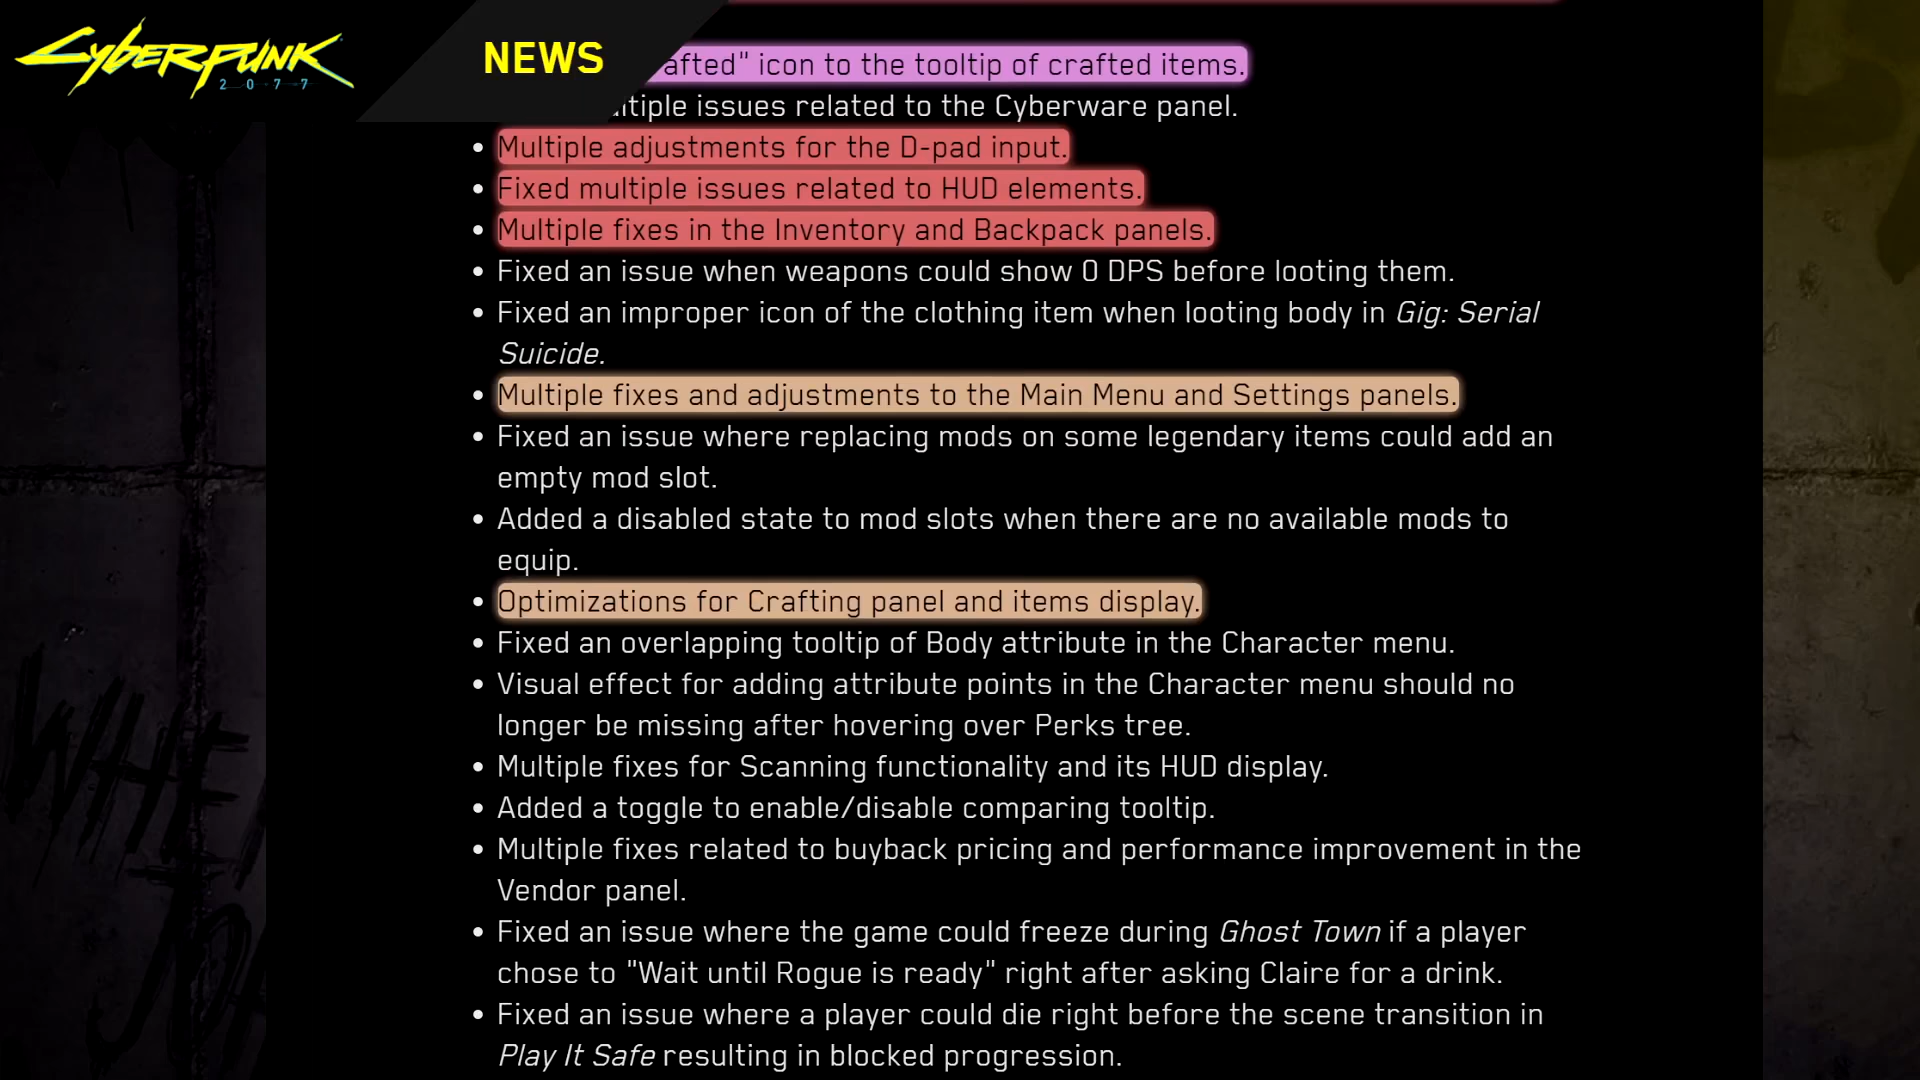 CYBERPUNK
2077
NEWS
afted" icon to the tooltip of crafted items.
ltiple issues related to the Cyberware panel.
• Multiple adjustments for the D-pad input.
• Fixed multiple issues related to HUD elements.
• Multiple fixes in the Inventory and Backpack panels.
• Fixed an issue when weapons could show 0 DPS before looting them.
• Fixed an improper icon of the clothing item when looting body in Gig: Serial
Suicide.
• Multiple fixes and adjustments to the Main Menu and Settings panels.
• Fixed an issue where replacing mods on some legendary items could add an
empty mod slot.
• Added a disabled state to mod slots when there are no available mods to
equip.
• Optimizations for Crafting panel and items display.
• Fixed an overlapping tooltip of Body attribute in the Character menu.
• Visual effect for adding attribute points in the Character menu should no
longer be missing after hovering over Perks tree.
• Multiple fixes for Scanning functionality and its HUD display.
• Added a toggle to enable/disable comparing tooltip.
• Multiple fixes related to buyback pricing and performance improvement in the
Vendor panel.
• Fixed an issue where the game could freeze during Ghost Town if a player
chose to "Wait until Rogue is ready" right after asking Claire for a drink.
• Fixed an issue where a player could die right before the scene transition in
Play It Safe resulting in blocked progression.